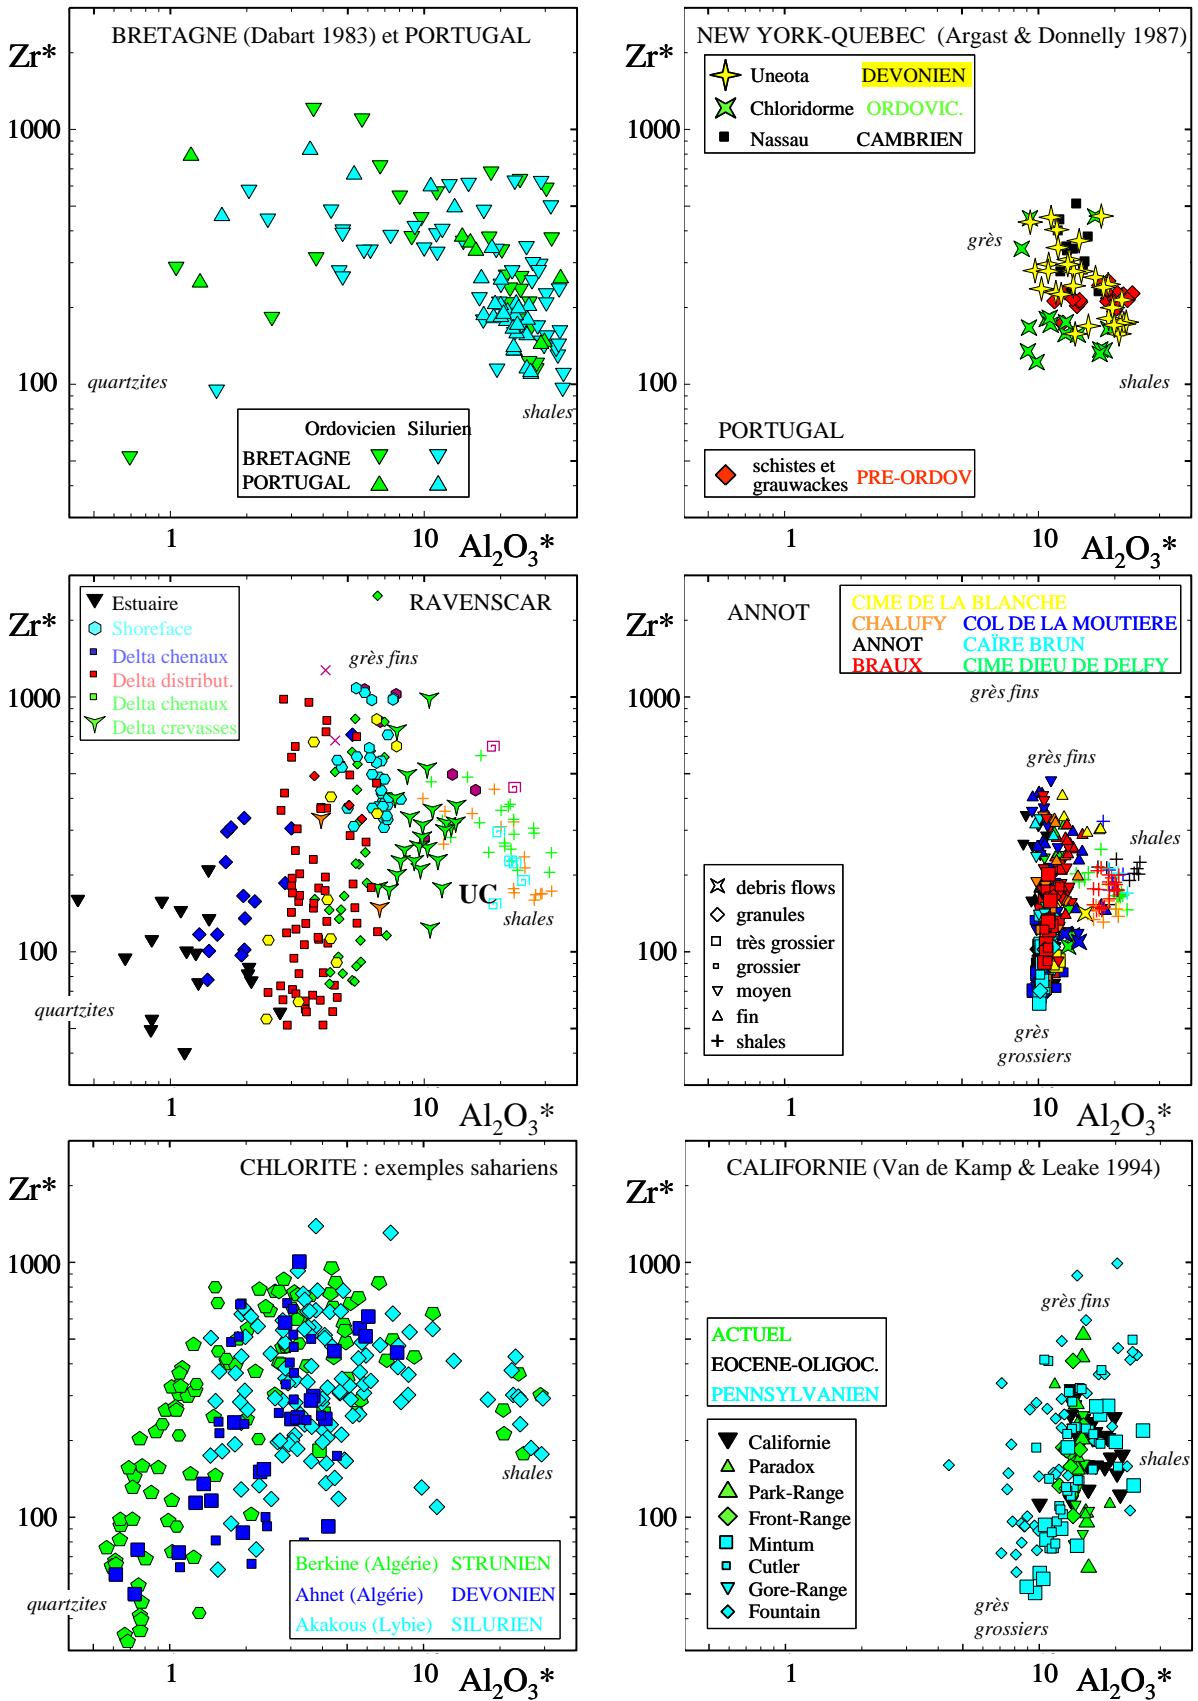 BRETAGNE (Dabart 1983) et PORTUGAL
Zr*
1000
100
quartzites
shales
Ordovicien Silurien
BRETAGNE
PORTUGAL
1 10 Al₂O₃*
NEW YORK-QUEBEC (Argast & Donnelly 1987)
Zr*
Uneota DEVONIEN
Chloridorme ORDOVIC.
Nassau CAMBRIEN
1000
grès
100
shales
PORTUGAL
schistes et
grauwackes PRE-ORDOV
1 10 Al₂O₃*
RAVENSCAR
Zr*
Estuaire
Shoreface
Delta chenaux
Delta distribut.
Delta chenaux
Delta crevasses
grès fins
1000
UC
shales
100
quartzites
1 10 Al₂O₃*
ANNOT
Zr*
CIME DE LA BLANCHE
CHALUFY COL DE LA MOUTIERE
ANNOT CAÏRE BRUN
BRAUX CIME DIEU DE DELFY
1000
grès fins
grès fins
shales
debris flows
granules
très grossier
grossier
moyen
fin
shales
100
grès
grossiers
1 10 Al₂O₃*
CHLORITE : exemples sahariens
Zr*
1000
shales
100
Berkine (Algérie) STRUNIEN
Ahnet (Algérie) DEVONIEN
Akakous (Lybie) SILURIEN
quartzites
1 10 Al₂O₃*
CALIFORNIE (Van de Kamp & Leake 1994)
Zr*
1000
grès fins
ACTUEL
EOCENE-OLIGOC.
PENNSYLVANIEN
Californie
Paradox
Park-Range
Front-Range
Mintum
Cutler
Gore-Range
Fountain
shales
100
grès
grossiers
1 10 Al₂O₃*